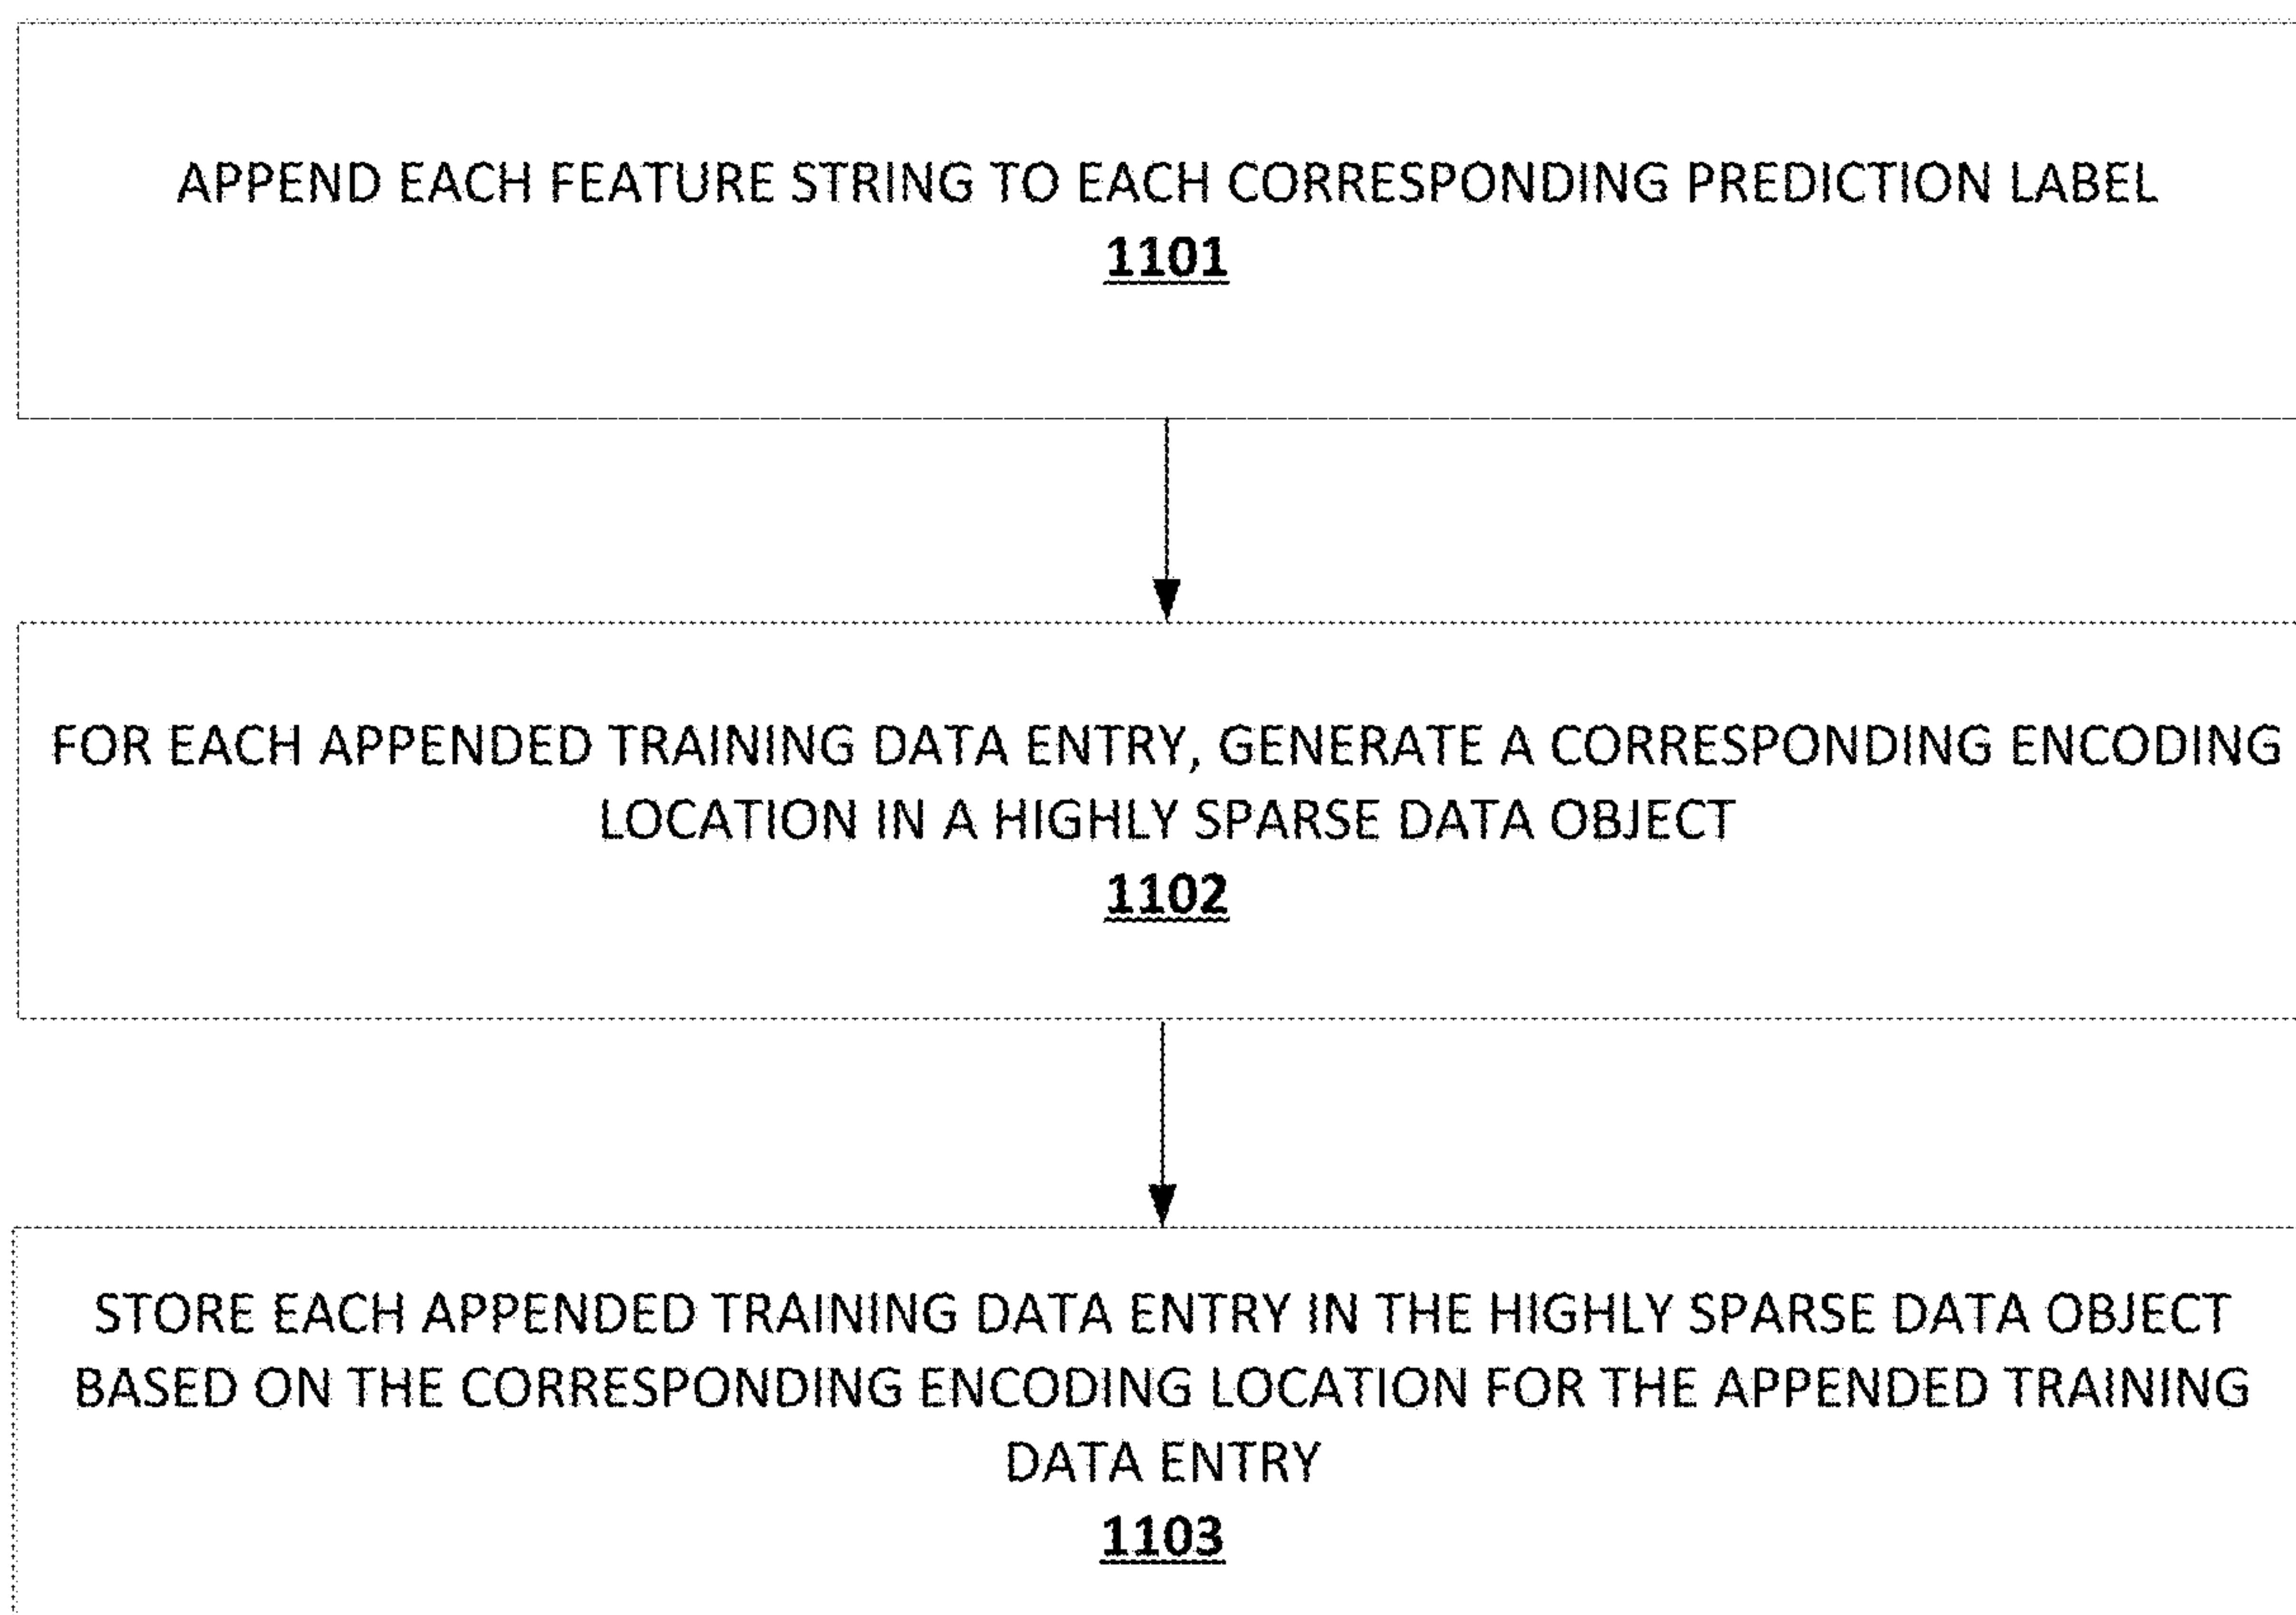 APPEND EACH FEATURE STRING TO EACH CORRESPONDING PREDICTION LABEL
1101
FOR EACH APPENDED TRAINING DATA ENTRY, GENERATE A CORRESPONDING ENCODING
LOCATION IN A HIGHLY SPARSE DATA OBJECT
1102
STORE EACH APPENDED TRAINING DATA ENTRY IN THE HIGHLY SPARSE DATA OBJECT
BASED ON THE CORRESPONDING ENCODING LOCATION FOR THE APPENDED TRAINING
DATA ENTRY
1103